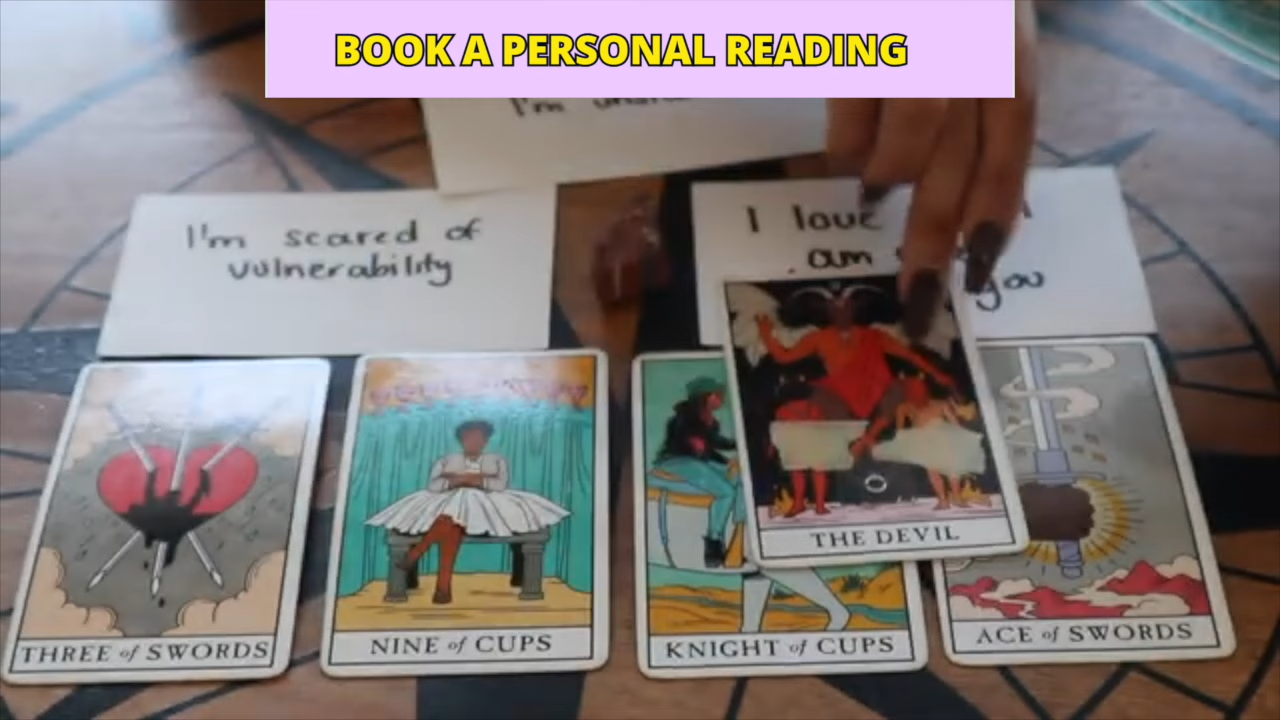 BOOK A PERSONAL READING
I'm
I'm scared of
vulnerability
I love
am
you
THREE of SWORDS
NINE of CUPS
KNIGHT of CUPS
THE DEVIL
ACE of SWORDS